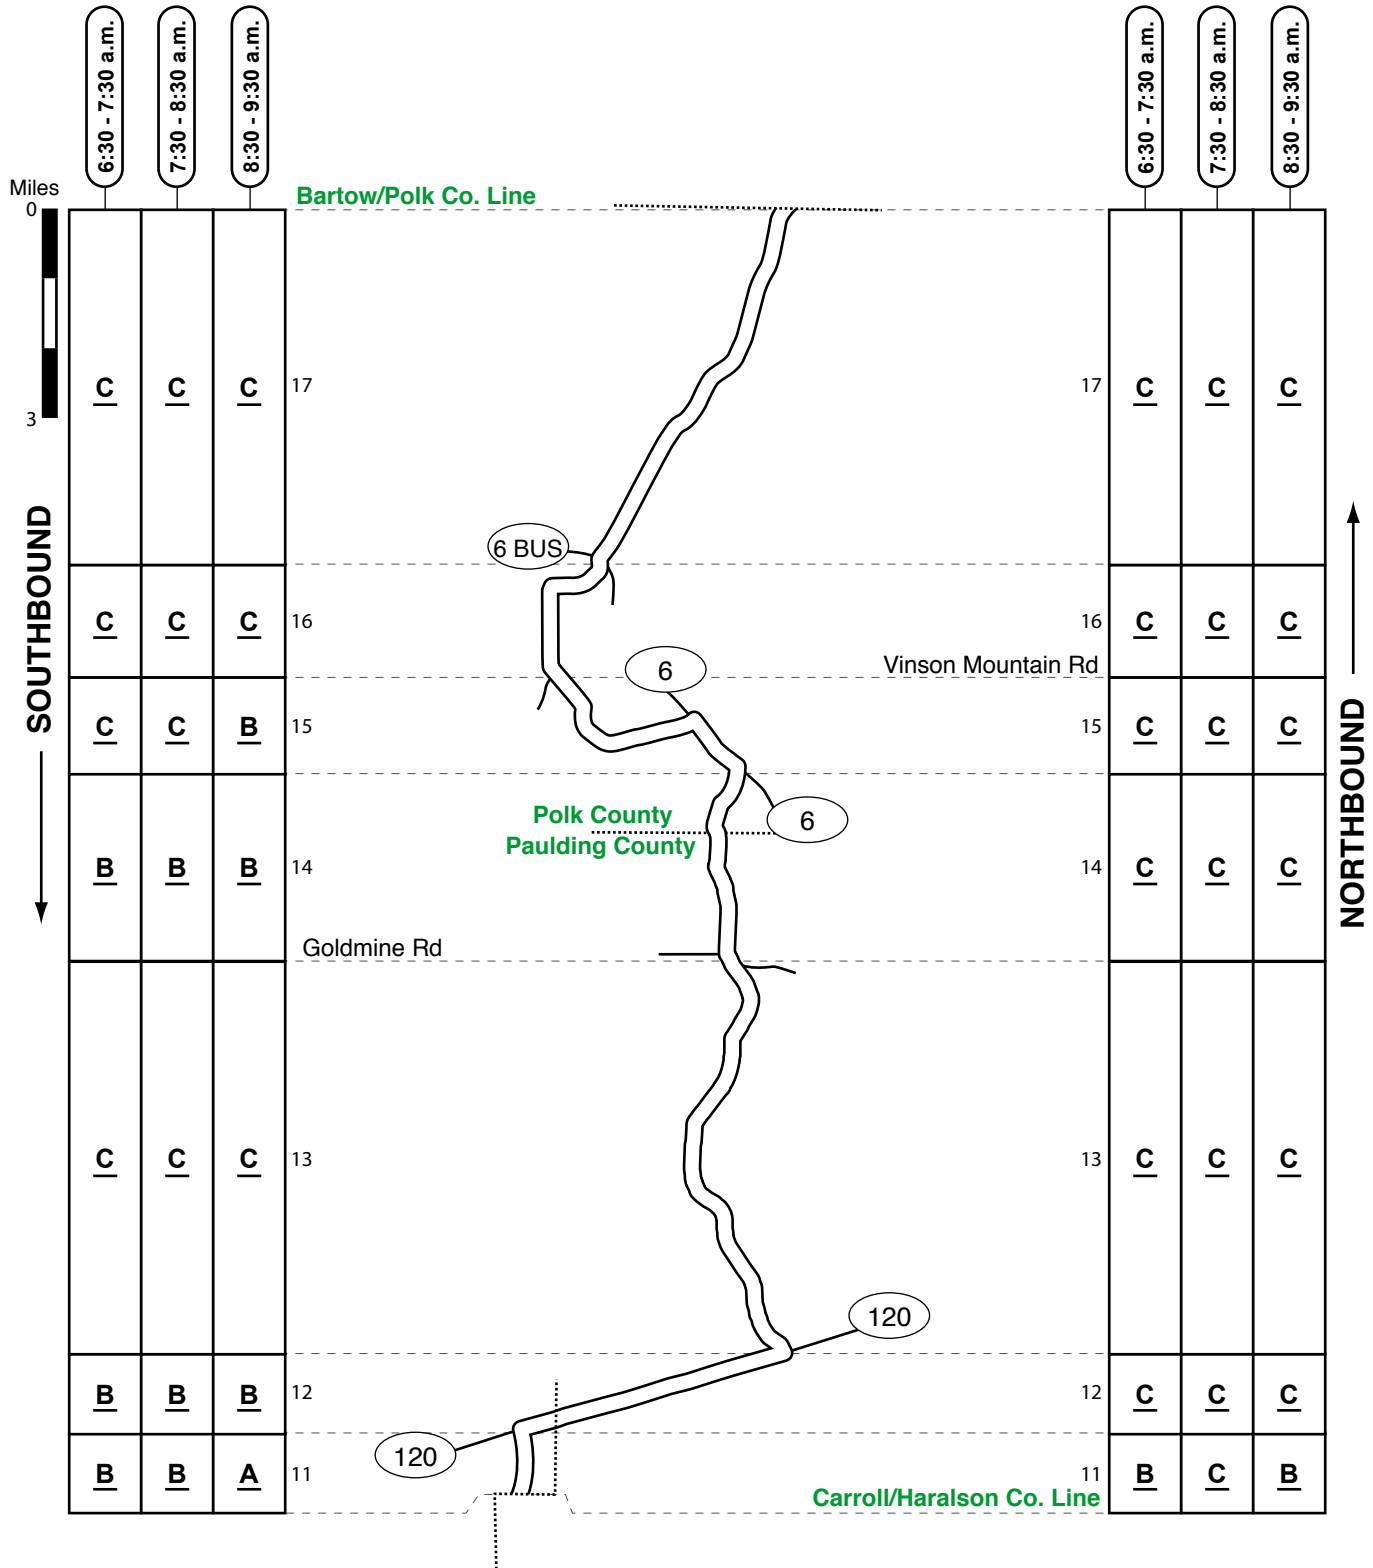 6:30 - 7:30 a.m.
7:30 - 8:30 a.m.
8:30 - 9:30 a.m.
6:30 - 7:30 a.m.
7:30 - 8:30 a.m.
8:30 - 9:30 a.m.
Miles
0
3
Bartow/Polk Co. Line
C C C 17
17 C C C
SOUTHBOUND
NORTHBOUND
6 BUS
C C C 16
16 C C C
Vinson Mountain Rd
6
C C B 15
15 C C C
Polk County
6
Paulding County
B B B 14
14 C C C
Goldmine Rd
C C C 13
13 C C C
120
B B B 12
12 C C C
120
B B A 11
11 B C B
Carroll/Haralson Co. Line